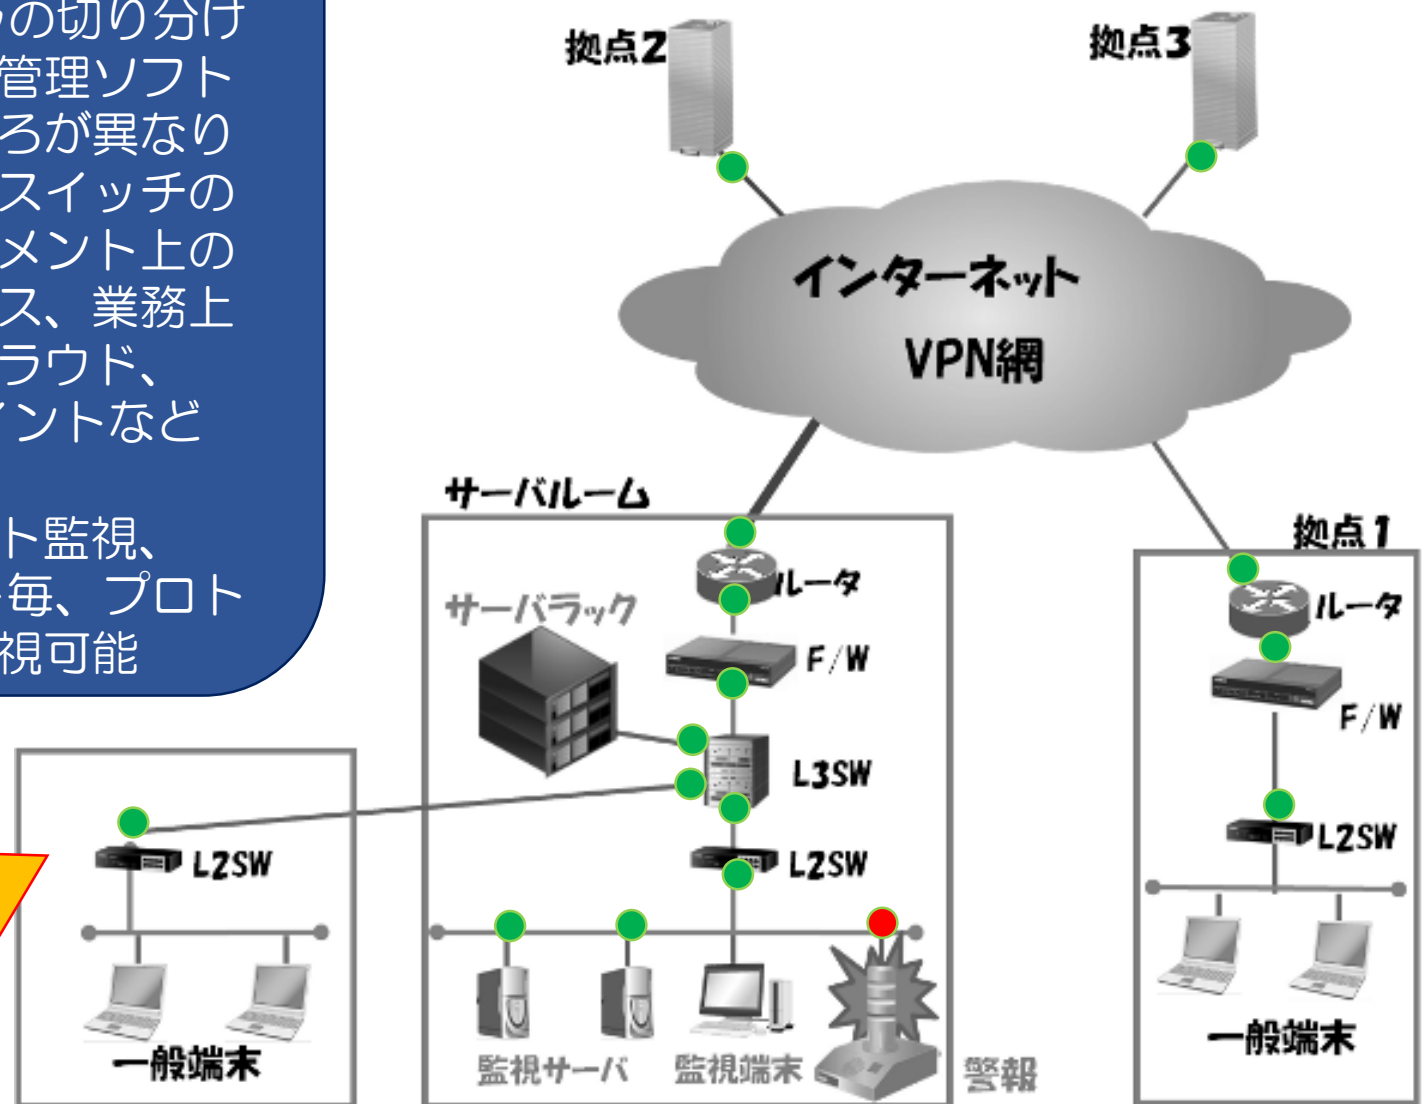 の切り分け
管理ソフト
ろが異なり
スイッチの
メント上の
ス、業務上
ラウド、
イントなど
ト監視、
毎、プロト
視可能
拠点2
拠点3
インターネット
VPN網
サーバルーム
ルータ
サーバラック
F/W
L3SW
L2SW
監視サーバ
監視端末
警報
L2SW
一般端末
拠点1
ルータ
F/W
L2SW
一般端末